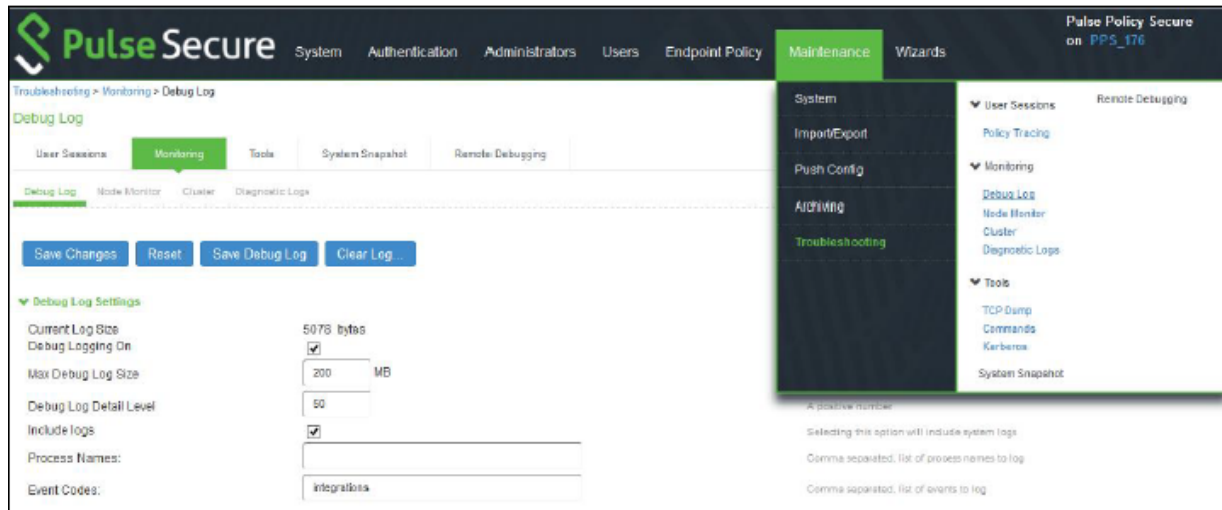 Pulse Secure
System Authentication Administrators Users Endpoint Policy Maintenance Wizards
Pulse Policy Secure
on PPS_176
Troubleshooting > Monitoring > Debug Log
Debug Log
User Sessions Monitoring Tools System Snapshot Remote Debugging
Debug Log Node Monitor Cluster Diagnostic Logs
Save Changes Reset Save Debug Log Clear Log...
Debug Log Settings
Current Log Size 5078 bytes
Debug Logging On
Max Debug Log Size 200 MB
Debug Log Detail Level 50 A positive number
Include logs Selecting this option will include system logs
Process Names: Comma separated, list of process names to log
Event Codes: integrations Comma separated, list of events to log
System
Import/Export
Push Config
Archiving
Troubleshooting
User Sessions
Policy Tracing
Monitoring
Debug Log
Node Monitor
Cluster
Diagnostic Logs
Tools
TCP Dump
Commands
Kerberos
System Snapshot
Remote Debugging